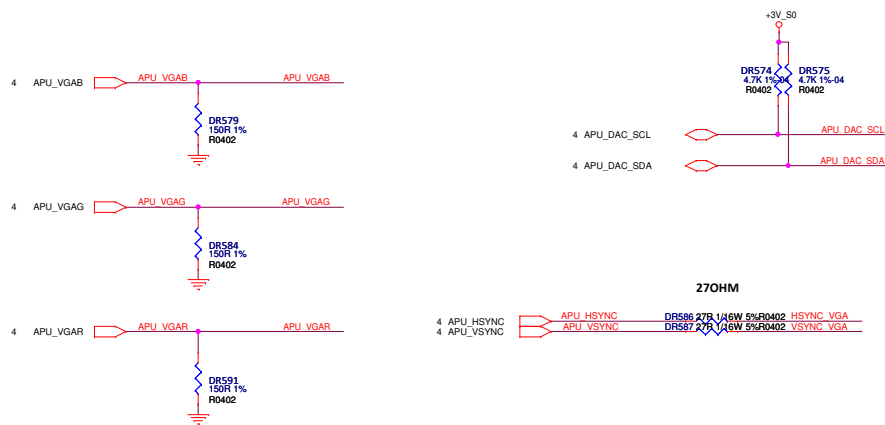 +3V_S0
DR574 DR575
4.7K 1%-04 4.7K 1%-04
R0402 R0402
4 APU_VGAB APU_VGAB APU_VGAB
DR579
150R 1%
R0402
4 APU_DAC_SCL APU_DAC_SCL
4 APU_DAC_SDA APU_DAC_SDA
4 APU_VGAG APU_VGAG APU_VGAG
DR584
150R 1%
R0402
27OHM
4 APU_HSYNC APU_HSYNC DR586 27R 1/16W 5%R0402 HSYNC_VGA
4 APU_VSYNC APU_VSYNC DR587 27R 1/16W 5%R0402 VSYNC_VGA
4 APU_VGAR APU_VGAR APU_VGAR
DR591
150R 1%
R0402